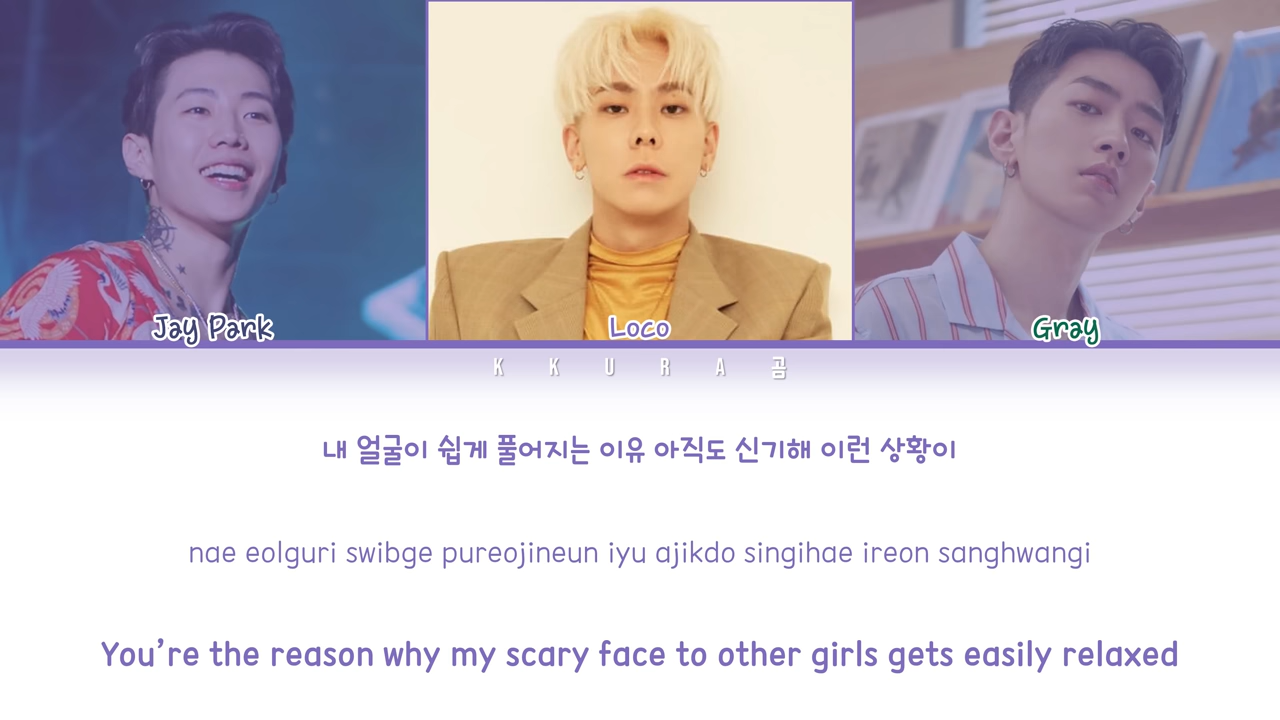 Jay Park
Loco
Gray
K K U R A 곰
내 얼굴이 쉽게 풀어지는 이유 아직도 신기해 이런 상황이
nae eolguri swibge pureojineun iyu ajikdo singihae ireon sanghwangi
You're the reason why my scary face to other girls gets easily relaxed